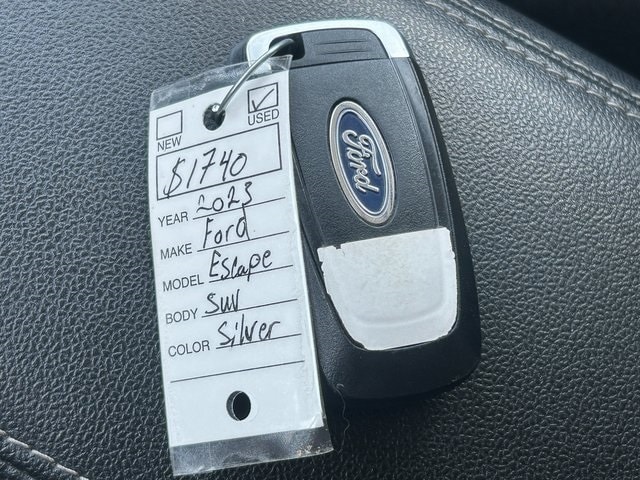 NEW
USED
$1740
YEAR 2023
MAKE Ford
MODEL Escape
BODY SUV
COLOR Silver
Ford